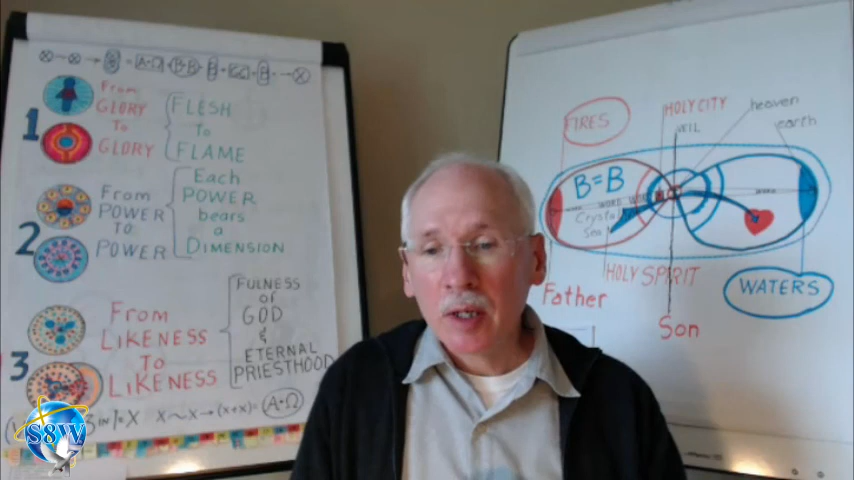 1
From
GLORY
To
GLORY
FLESH
To
FLAME
2
From
POWER
TO
POWER
Each
POWER
bears
a
DIMENSION
3
From
LIKENESS
TO
LIKENESS
FULNESS
OF
GOD
&
ETERNAL
PRIESTHOOD
X ~ X → (X+X) = A·Ω
S8W
FIRES
HOLY CITY
VEIL
heaven
earth
B=B
WORD
Crystal
Sea
HOLY SPIRIT
WATERS
Father
Son